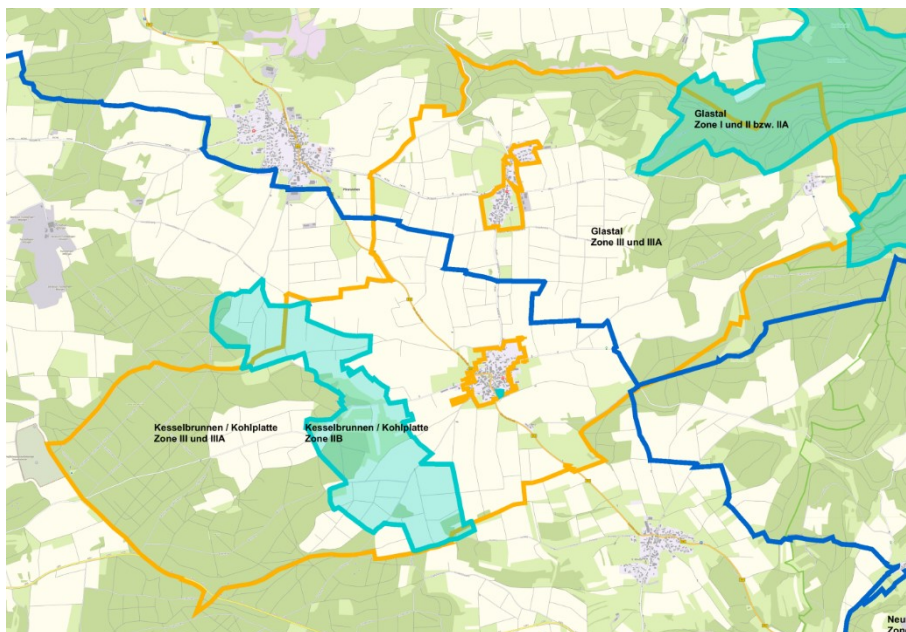 Glastal
Zone I und II bzw. IIA
Glastal
Zone III und IIIA
Kesselbrunnen / Kohlplatte
Zone III und IIIA
Kesselbrunnen / Kohlplatte
Zone IIB
Neu
Zone